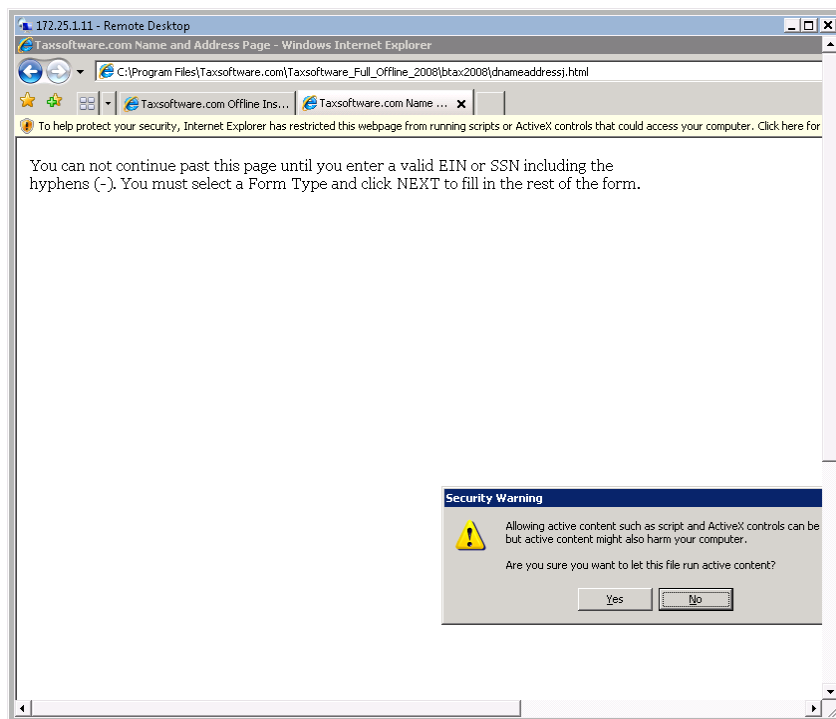 172.25.1.11 - Remote Desktop
Taxsoftware.com Name and Address Page - Windows Internet Explorer
C:\Program Files\Taxsoftware.com\Taxsoftware_Full_Offline_2008\btax2008\dnameaddressj.html
Taxsoftware.com Offline Ins... Taxsoftware.com Name ...
To help protect your security, Internet Explorer has restricted this webpage from running scripts or ActiveX controls that could access your computer. Click here for
You can not continue past this page until you enter a valid EIN or SSN including the
hyphens (-). You must select a Form Type and click NEXT to fill in the rest of the form.
Security Warning
Allowing active content such as script and ActiveX controls can be
but active content might also harm your computer.
Are you sure you want to let this file run active content?
Yes No